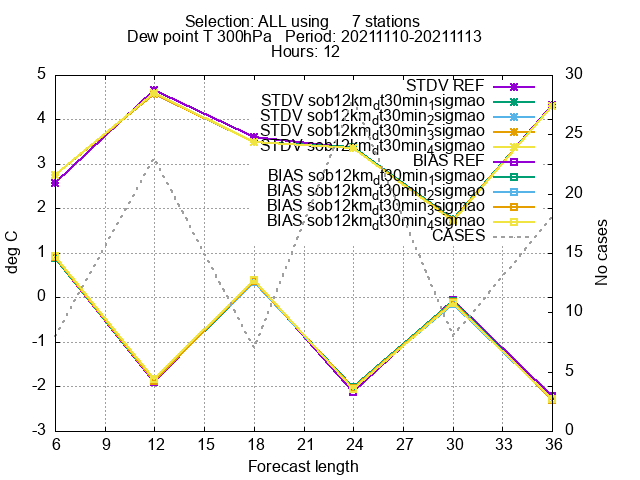 Selection: ALL using 7 stations
Dew point T 300hPa Period: 20211110-20211113
Hours: 12
5
4
3
2
1
0
-1
-2
-3
30
25
20
15
10
5
0
STDV REF
STDV sob12km_dt30min_1sigmao
STDV sob12km_dt30min_2sigmao
STDV sob12km_dt30min_3sigmao
STDV sob12km_dt30min_4sigmao
BIAS REF
BIAS sob12km_dt30min_1sigmao
BIAS sob12km_dt30min_2sigmao
BIAS sob12km_dt30min_3sigmao
BIAS sob12km_dt30min_4sigmao
CASES
deg C
No cases
6 9 12 15 18 21 24 27 30 33 36
Forecast length